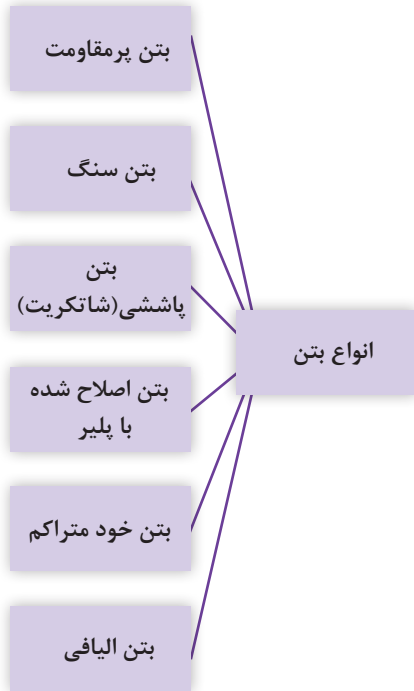 بتن پرمقاومت
بتن سنگ
بتن
پاششی(شاتکریت)
انواع بتن
بتن اصلاح شده
با پلیر
بتن خود متراکم
بتن الیافی